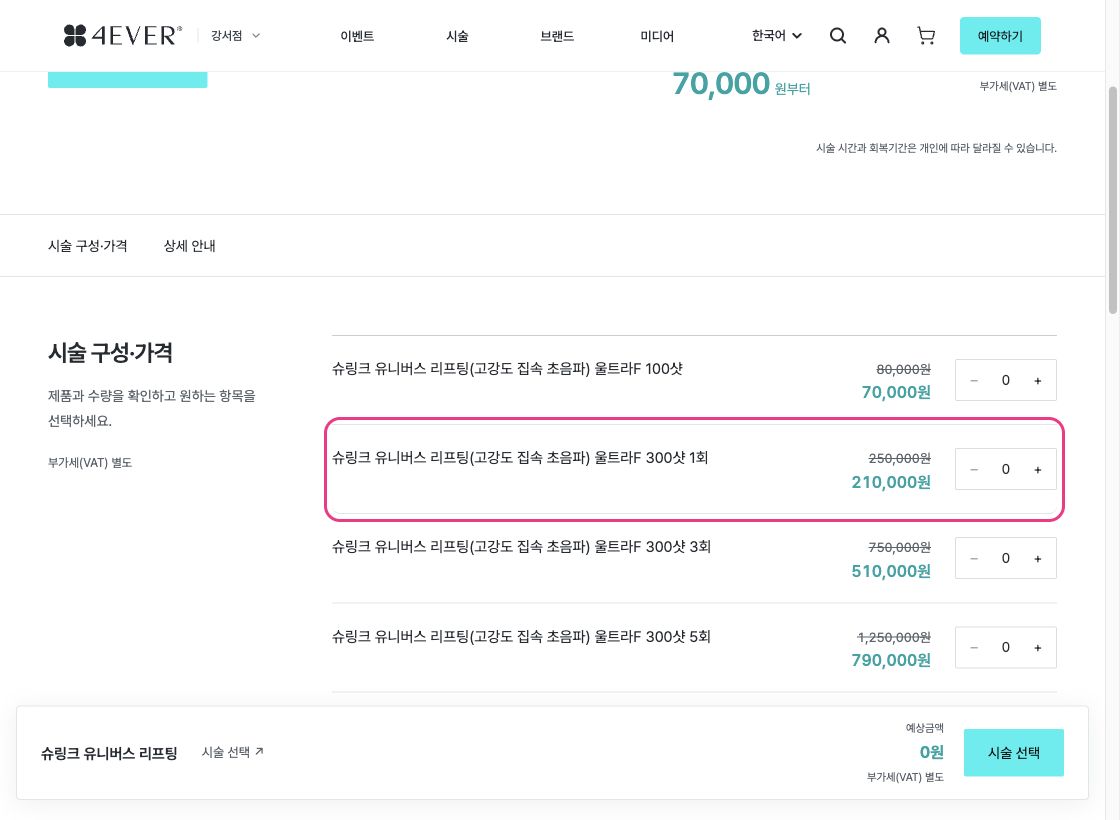 4EVER®
강서점
이벤트
시술
브랜드
미디어
한국어
예약하기
70,000 원부터
부가세(VAT) 별도
시술 시간과 회복기간은 개인에 따라 달라질 수 있습니다.
시술 구성·가격
상세 안내
시술 구성·가격
제품과 수량을 확인하고 원하는 항목을
선택하세요.
부가세(VAT) 별도
슈링크 유니버스 리프팅(고강도 집속 초음파) 울트라F 100샷
80,000원
70,000원
− 0 +
슈링크 유니버스 리프팅(고강도 집속 초음파) 울트라F 300샷 1회
250,000원
210,000원
− 0 +
슈링크 유니버스 리프팅(고강도 집속 초음파) 울트라F 300샷 3회
750,000원
510,000원
− 0 +
슈링크 유니버스 리프팅(고강도 집속 초음파) 울트라F 300샷 5회
1,250,000원
790,000원
− 0 +
슈링크 유니버스 리프팅
시술 선택 ↗
예상금액
0원
부가세(VAT) 별도
시술 선택